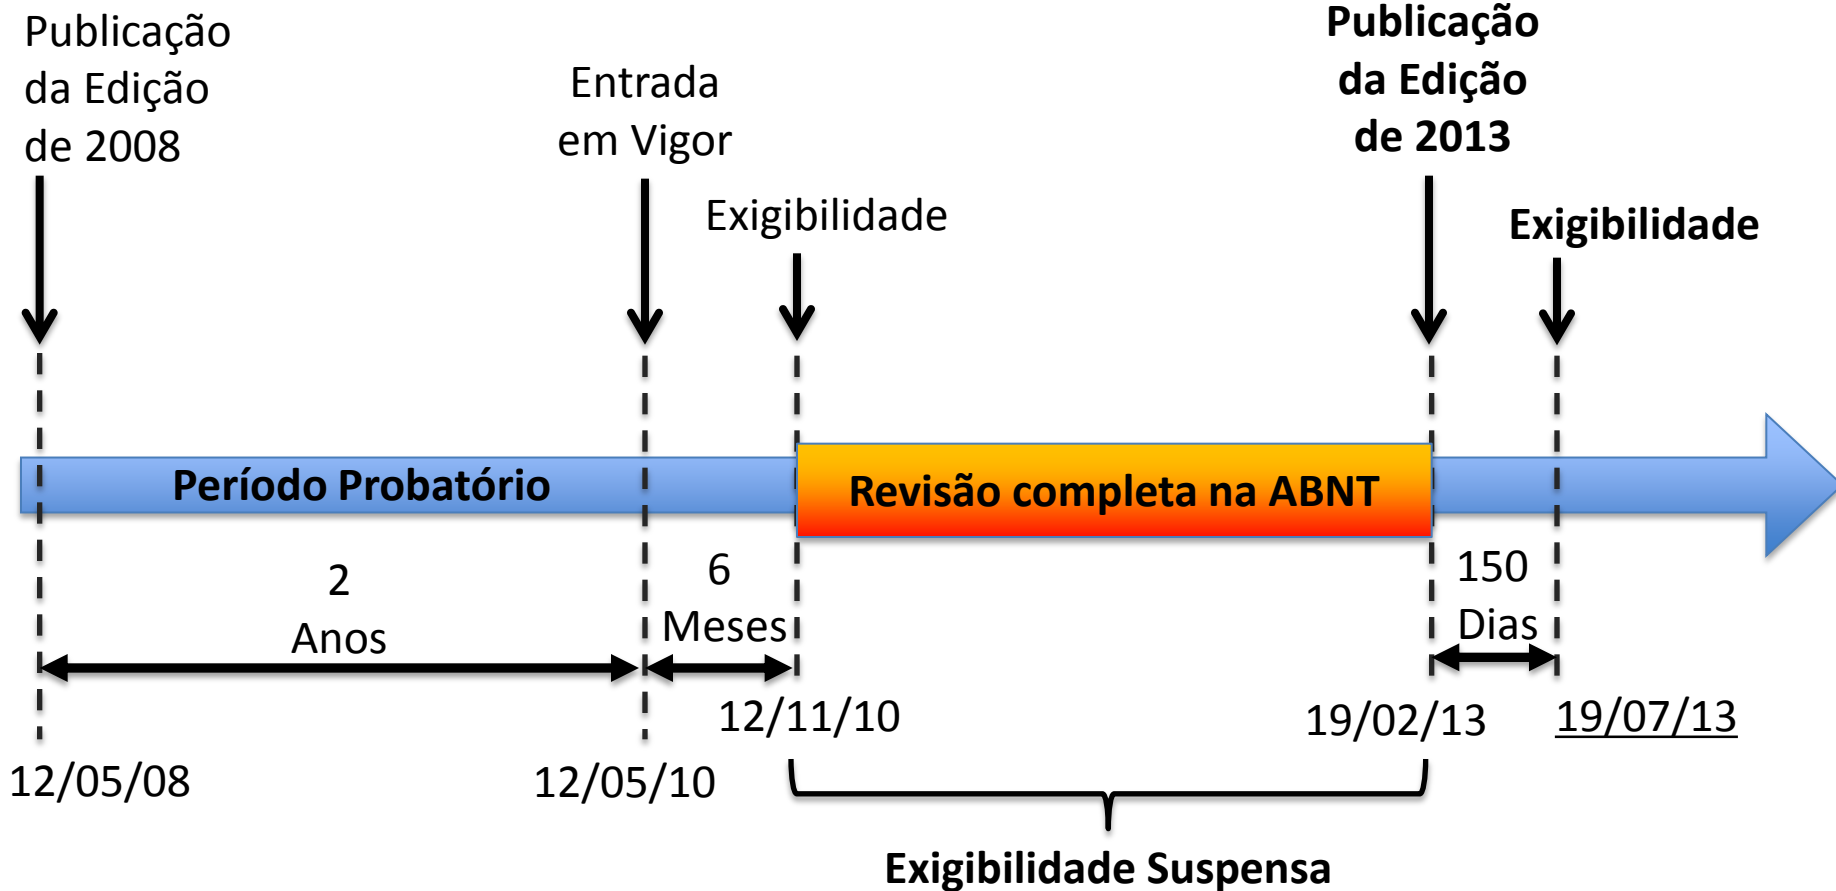 Publicação
da Edição
de 2008
Entrada
em Vigor
Exigibilidade
Publicação
da Edição
de 2013
Exigibilidade
Período Probatório
Revisão completa na ABNT
2
Anos
6
Meses
150
Dias
12/05/08
12/05/10
12/11/10
19/02/13
19/07/13
Exigibilidade Suspensa